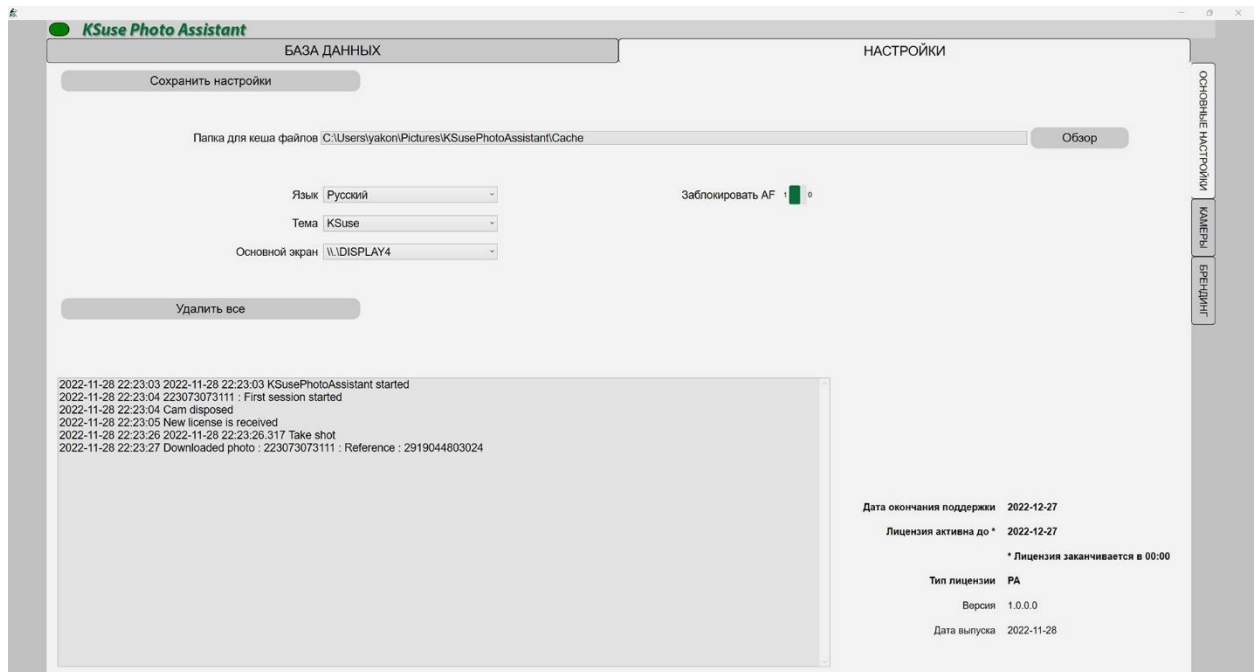 KSuse Photo Assistant
БАЗА ДАННЫХ
НАСТРОЙКИ
Сохранить настройки
Папка для кеша файлов C:\Users\yakon\Pictures\KSusePhotoAssistant\Cache Обзор
Язык Русский
Заблокировать AF 1 0
Тема KSuse
Основной экран \\.\DISPLAY4
Удалить все
2022-11-28 22:23:03 2022-11-28 22:23:03 KSusePhotoAssistant started
2022-11-28 22:23:04 223073073111 : First session started
2022-11-28 22:23:04 Cam disposed
2022-11-28 22:23:05 New license is received
2022-11-28 22:23:26 2022-11-28 22:23:26.317 Take shot
2022-11-28 22:23:27 Downloaded photo : 223073073111 : Reference : 2919044803024
Дата окончания поддержки 2022-12-27
Лицензия активна до * 2022-12-27
* Лицензия заканчивается в 00:00
Тип лицензии PA
Версия 1.0.0.0
Дата выпуска 2022-11-28
ОСНОВНЫЕ НАСТРОЙКИ
КАМЕРЫ
БРЕНДИНГ